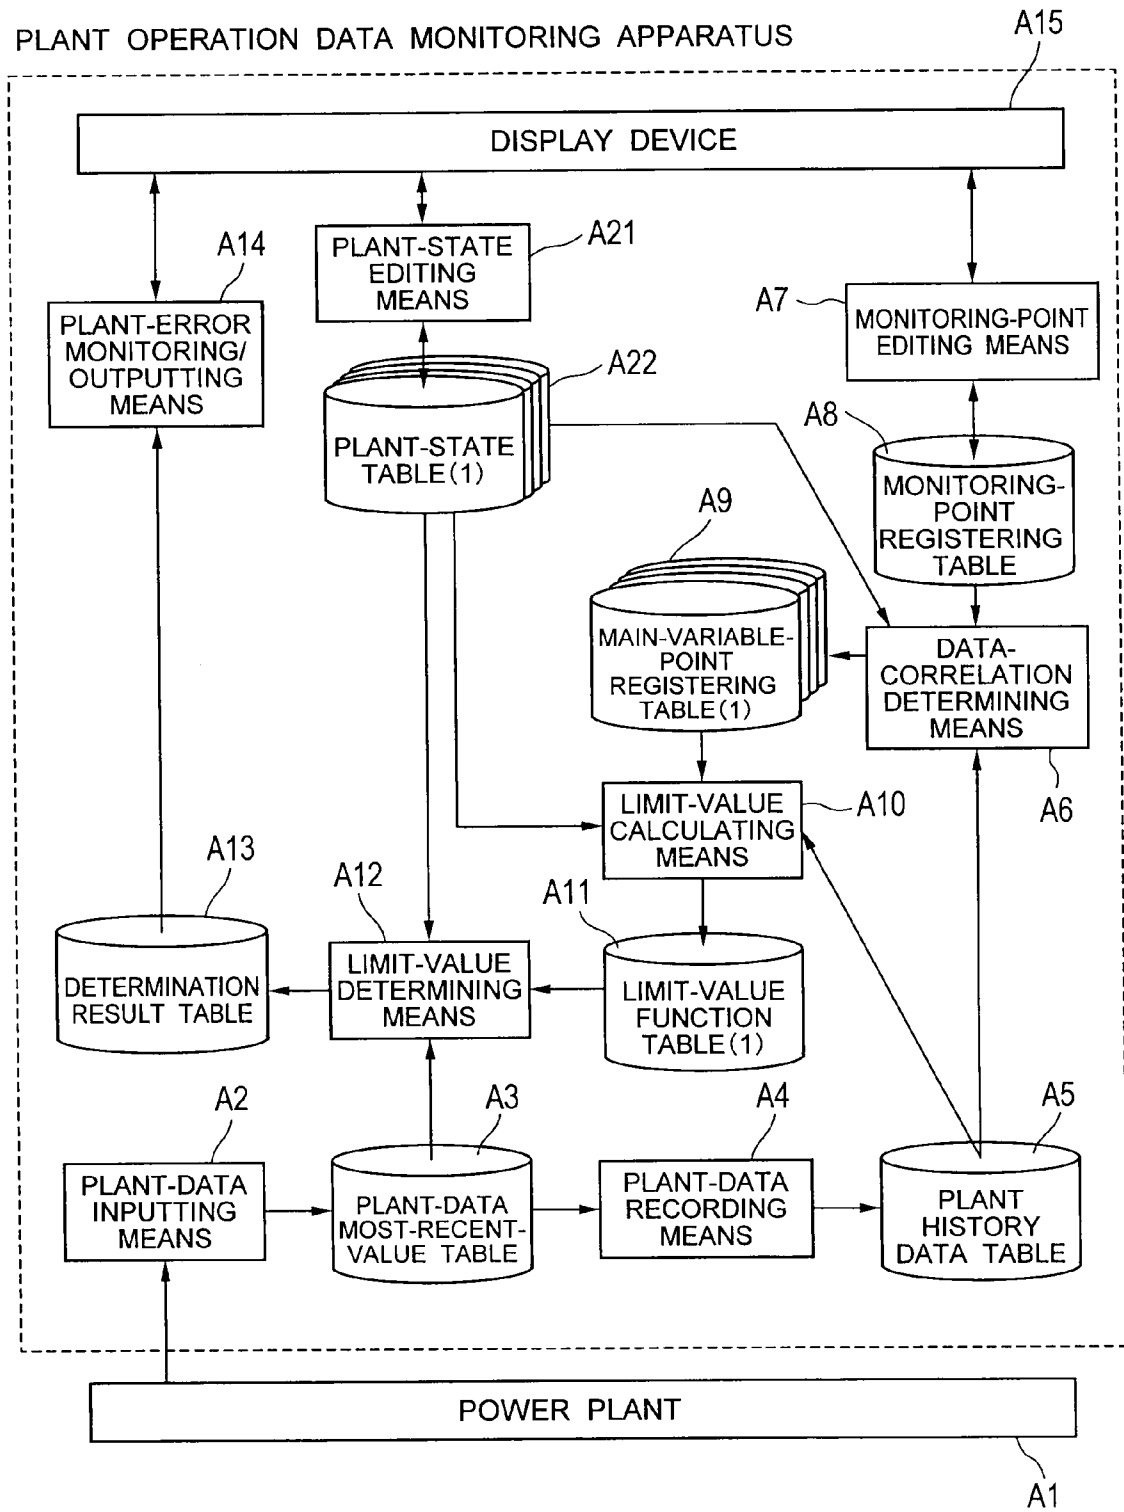 A15
PLANT OPERATION DATA MONITORING APPARATUS
DISPLAY DEVICE
A21
PLANT-STATE
EDITING
MEANS
A14
PLANT-ERROR
MONITORING/
OUTPUTTING
MEANS
A7
MONITORING-POINT
EDITING MEANS
A22
PLANT-STATE
TABLE(1)
A8
MONITORING-
POINT
REGISTERING
TABLE
A9
MAIN-VARIABLE-
POINT
REGISTERING
TABLE(1)
DATA-
CORRELATION
DETERMINING
MEANS
A6
LIMIT-VALUE
CALCULATING
MEANS
A10
A13
DETERMINATION
RESULT TABLE
A12
LIMIT-VALUE
DETERMINING
MEANS
A11
LIMIT-VALUE
FUNCTION
TABLE(1)
A2
PLANT-DATA
INPUTTING
MEANS
A3
PLANT-DATA
MOST-RECENT-
VALUE TABLE
A4
PLANT-DATA
RECORDING
MEANS
A5
PLANT
HISTORY
DATA TABLE
POWER PLANT
A1